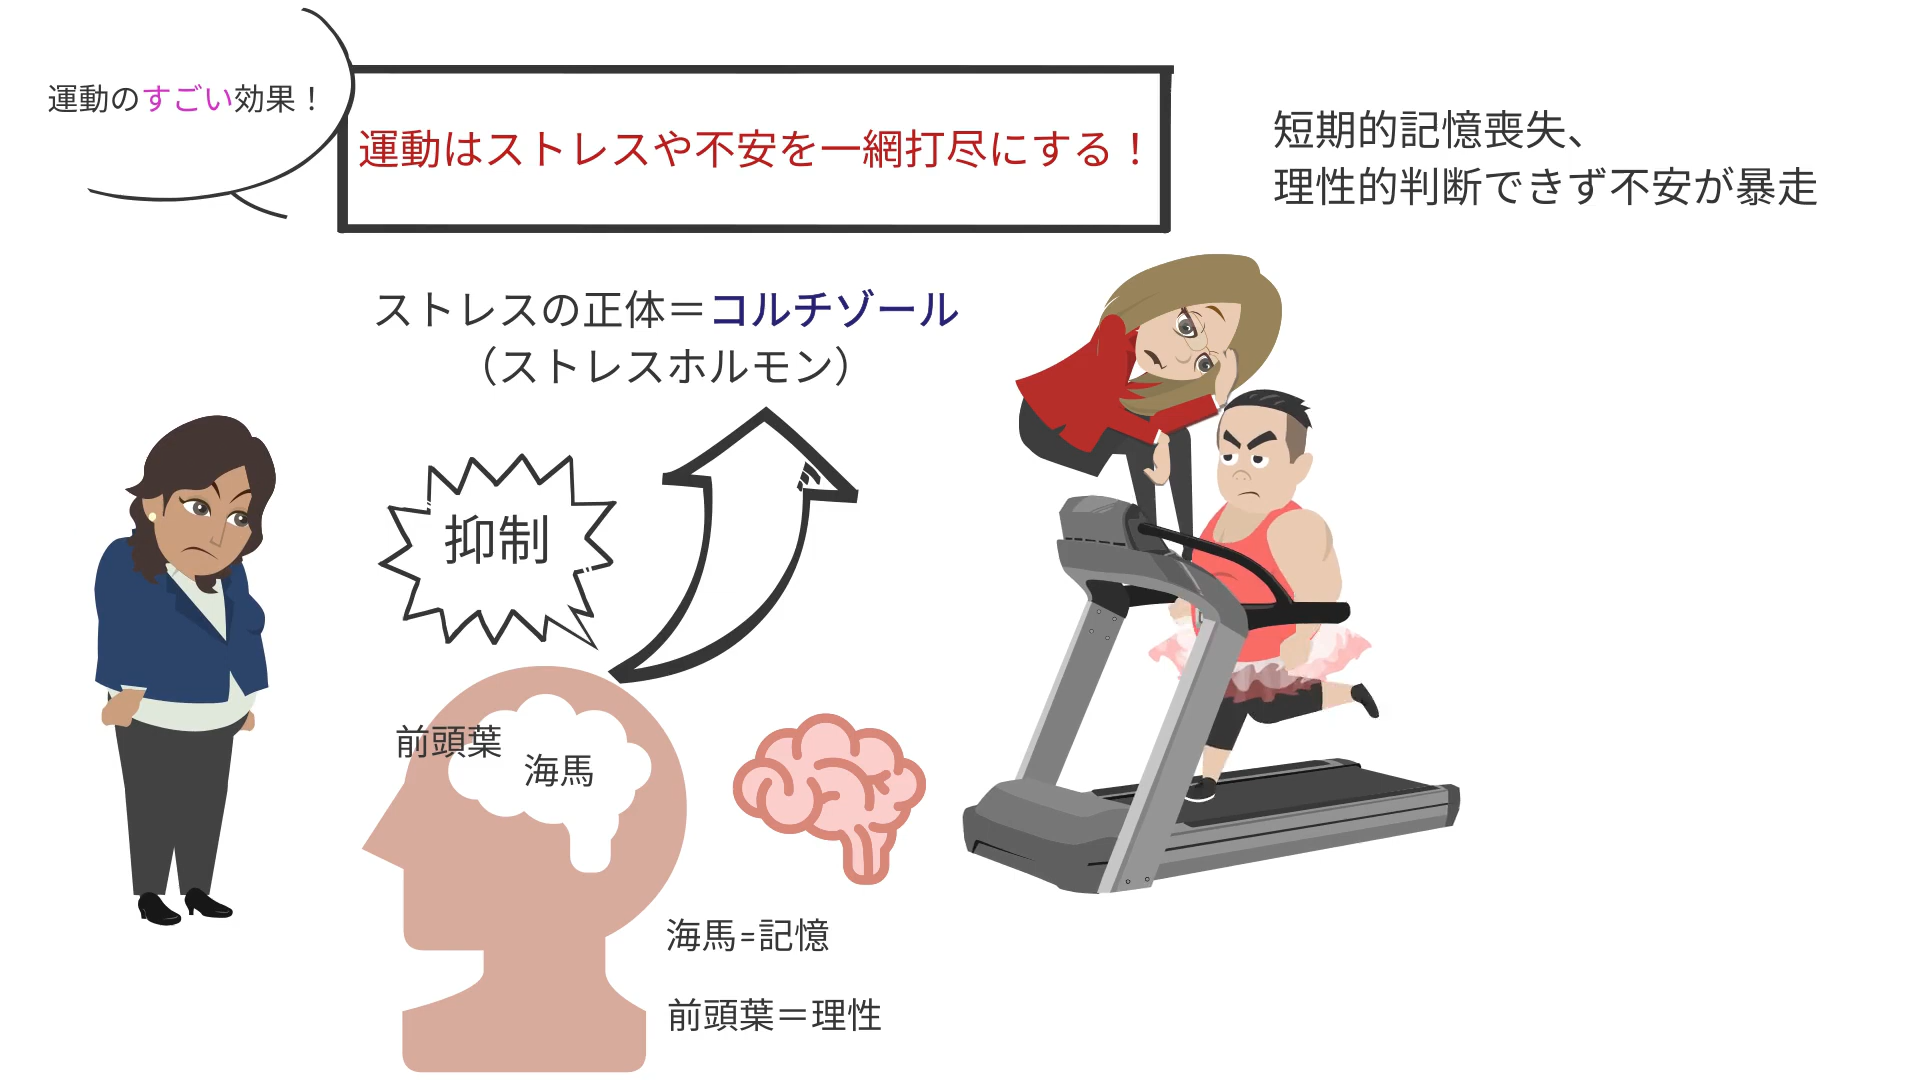 運動のすごい効果！
運動はストレスや不安を一網打尽にする！
短期的記憶喪失、
理性的判断できず不安が暴走
ストレスの正体＝コルチゾール
（ストレスホルモン）
抑制
前頭葉
海馬
海馬=記憶
前頭葉＝理性